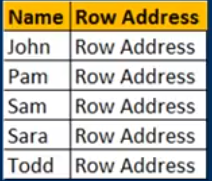 Name Row Address
John Row Address
Pam Row Address
Sam Row Address
Sara Row Address
Todd Row Address